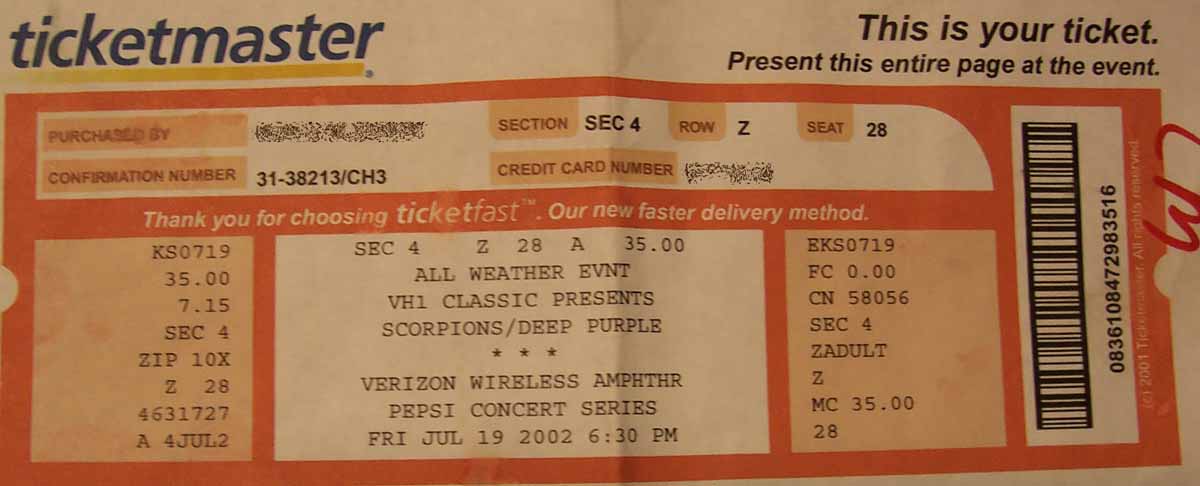 ticketmaster
This is your ticket.
Present this entire page at the event.
PURCHASED BY
SECTION SEC 4 ROW Z SEAT 28
CONFIRMATION NUMBER 31-38213/CH3
CREDIT CARD NUMBER
Thank you for choosing ticketfast™. Our new faster delivery method.
KS0719
35.00
7.15
SEC 4
ZIP 10X
Z 28
4631727
A 4JUL2
SEC 4 Z 28 A 35.00
ALL WEATHER EVNT
VH1 CLASSIC PRESENTS
SCORPIONS/DEEP PURPLE
* * *
VERIZON WIRELESS AMPHTHR
PEPSI CONCERT SERIES
FRI JUL 19 2002 6:30 PM
EKS0719
FC 0.00
CN 58056
SEC 4
ZADULT
Z
MC 35.00
28
0836108472983516
(c) 2001 Ticketmaster. All rights reserved.